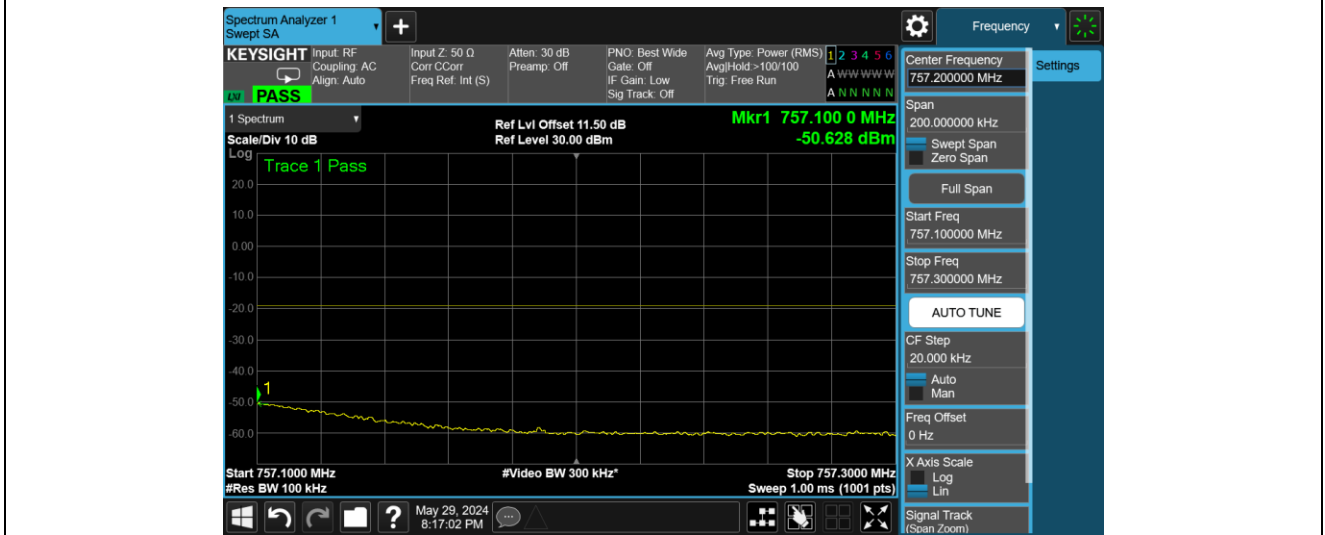 Spectrum Analyzer 1
Swept SA
+
Frequency
KEYSIGHT
Input: RF
Coupling: AC
Align: Auto
Input Z: 50 Ω
Corr CCorr
Freq Ref: Int (S)
Atten: 30 dB
Preamp: Off
PNO: Best Wide
Gate: Off
IF Gain: Low
Sig Track: Off
Avg Type: Power (RMS)
Avg|Hold:>100/100
Trig: Free Run
1 2 3 4 5 6
A W W W W W
A N N N N N
LXI
PASS
1 Spectrum
Scale/Div 10 dB
Ref Lvl Offset 11.50 dB
Ref Level 30.00 dBm
Mkr1 757.100 0 MHz
-50.628 dBm
Log
Trace 1 Pass
20.0
10.0
0.00
-10.0
-20.0
-30.0
-40.0
1
-50.0
-60.0
Start 757.1000 MHz
#Res BW 100 kHz
#Video BW 300 kHz*
Stop 757.3000 MHz
Sweep 1.00 ms (1001 pts)
?
May 29, 2024
8:17:02 PM
Center Frequency
757.200000 MHz
Settings
Span
200.000000 kHz
Swept Span
Zero Span
Full Span
Start Freq
757.100000 MHz
Stop Freq
757.300000 MHz
AUTO TUNE
CF Step
20.000 kHz
Auto
Man
Freq Offset
0 Hz
X Axis Scale
Log
Lin
Signal Track
(Span Zoom)